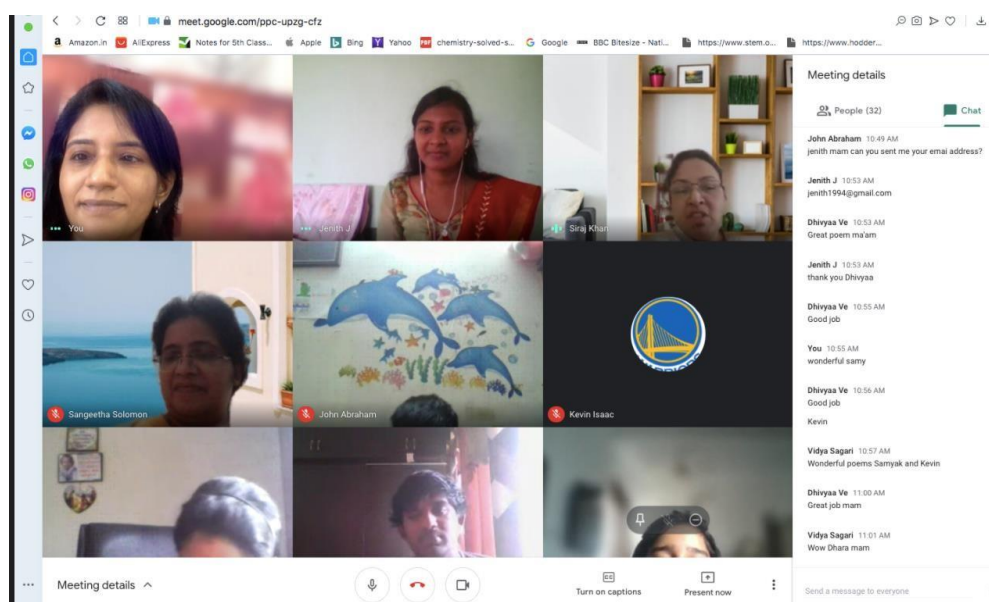 meet.google.com/ppc-upzg-cfz
Amazon.in AliExpress Notes for 5th Class... Apple Bing Yahoo chemistry-solved-s... Google BBC Bitesize - Nati... https://www.stem.o... https://www.hodder...
You
Jenith J
Siraj Khan
Sangeetha Solomon
John Abraham
Kevin Isaac
Meeting details
People (32) Chat
John Abraham 10:49 AM
jenith mam can you sent me your emai address?
Jenith J 10:53 AM
jenith1994@gmail.com
Dhivyaa Ve 10:53 AM
Great poem ma'am
Jenith J 10:53 AM
thank you Dhivyaa
Dhivyaa Ve 10:55 AM
Good job
You 10:55 AM
wonderful samy
Dhivyaa Ve 10:56 AM
Good job
Kevin
Vidya Sagari 10:57 AM
Wonderful poems Samyak and Kevin
Dhivyaa Ve 11:00 AM
Great job mam
Vidya Sagari 11:01 AM
Wow Dhara mam
Send a message to everyone
Meeting details
Turn on captions
Present now